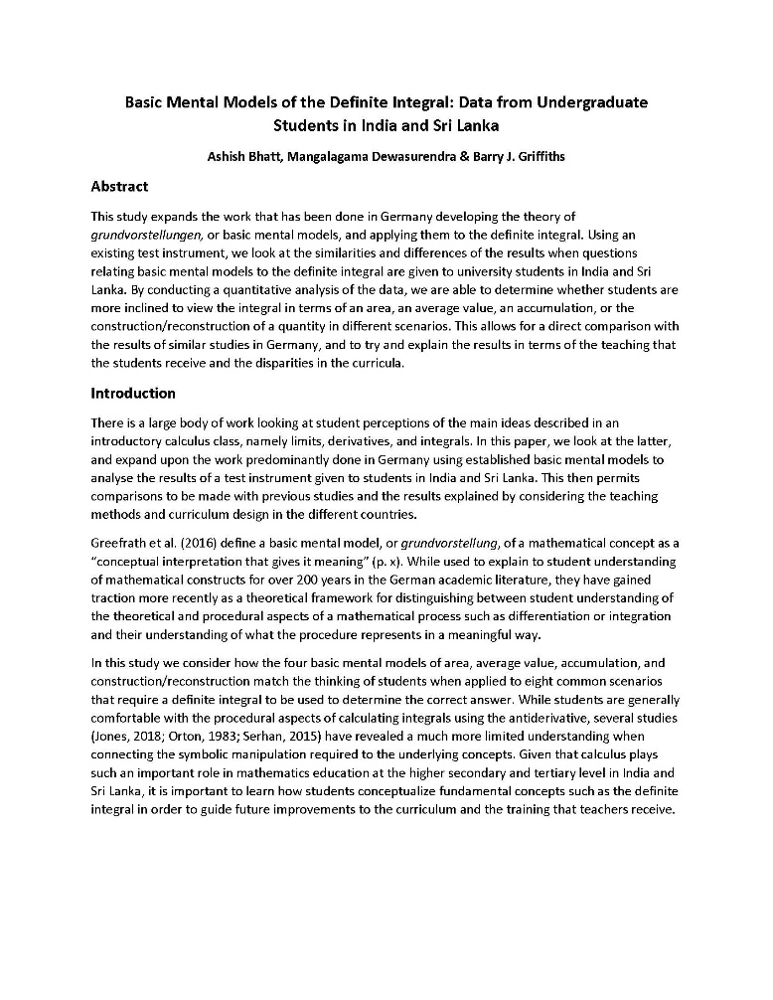 Basic Mental Models of the Definite Integral: Data from Undergraduate
Students in India and Sri Lanka
Ashish Bhatt, Mangalagama Dewasurendra & Barry J. Griffiths
Abstract
This study expands the work that has been done in Germany developing the theory of
grundvorstellungen, or basic mental models, and applying them to the definite integral. Using an
existing test instrument, we look at the similarities and differences of the results when questions
relating basic mental models to the definite integral are given to university students in India and Sri
Lanka. By conducting a quantitative analysis of the data, we are able to determine whether students are
more inclined to view the integral in terms of an area, an average value, an accumulation, or the
construction/reconstruction of a quantity in different scenarios. This allows for a direct comparison with
the results of similar studies in Germany, and to try and explain the results in terms of the teaching that
the students receive and the disparities in the curricula.
Introduction
There is a large body of work looking at student perceptions of the main ideas described in an
introductory calculus class, namely limits, derivatives, and integrals. In this paper, we look at the latter,
and expand upon the work predominantly done in Germany using established basic mental models to
analyse the results of a test instrument given to students in India and Sri Lanka. This then permits
comparisons to be made with previous studies and the results explained by considering the teaching
methods and curriculum design in the different countries.
Greefrath et al. (2016) define a basic mental model, or grundvorstellung, of a mathematical concept as a
“conceptual interpretation that gives it meaning” (p. x). While used to explain to student understanding
of mathematical constructs for over 200 years in the German academic literature, they have gained
traction more recently as a theoretical framework for distinguishing between student understanding of
the theoretical and procedural aspects of a mathematical process such as differentiation or integration
and their understanding of what the procedure represents in a meaningful way.
In this study we consider how the four basic mental models of area, average value, accumulation, and
construction/reconstruction match the thinking of students when applied to eight common scenarios
that require a definite integral to be used to determine the correct answer. While students are generally
comfortable with the procedural aspects of calculating integrals using the antiderivative, several studies
(Jones, 2018; Orton, 1983; Serhan, 2015) have revealed a much more limited understanding when
connecting the symbolic manipulation required to the underlying concepts. Given that calculus plays
such an important role in mathematics education at the higher secondary and tertiary level in India and
Sri Lanka, it is important to learn how students conceptualize fundamental concepts such as the definite
integral in order to guide future improvements to the curriculum and the training that teachers receive.